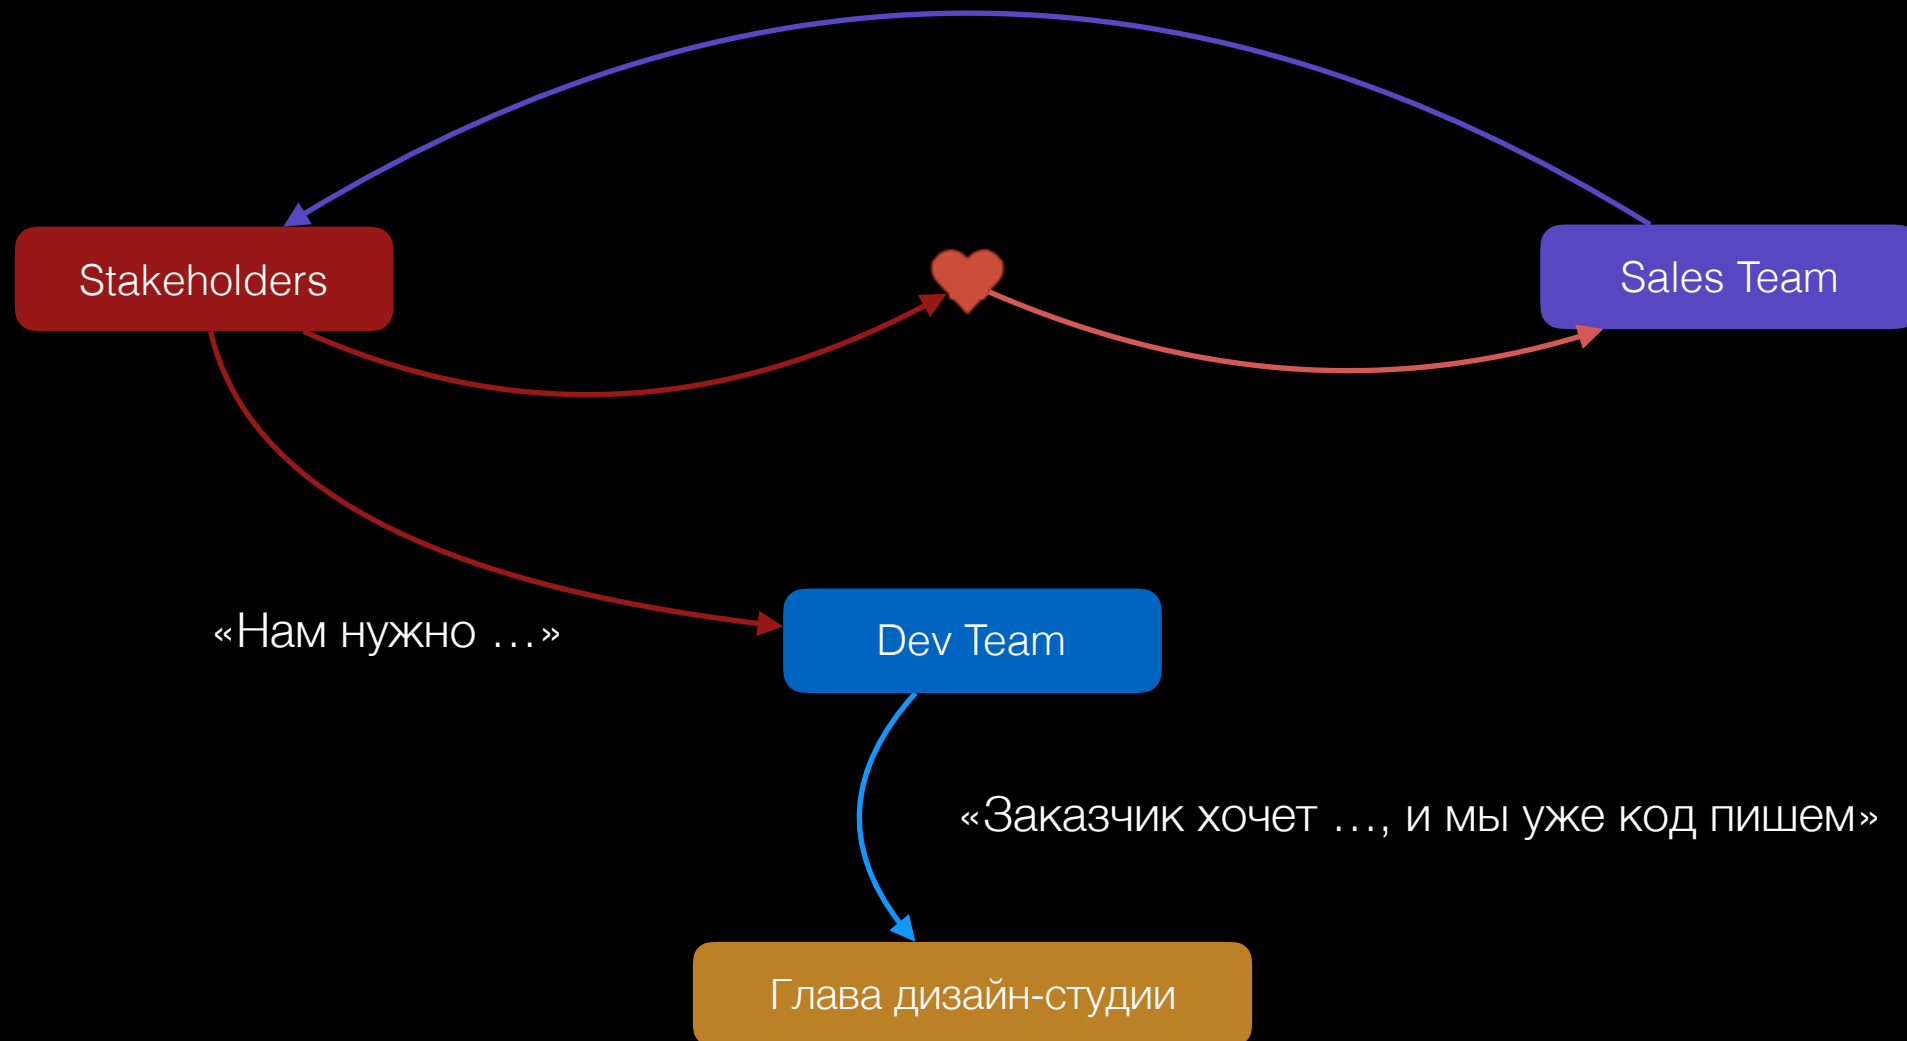 Stakeholders
Sales Team
«Нам нужно …»
Dev Team
«Заказчик хочет …, и мы уже код пишем»
Глава дизайн-студии